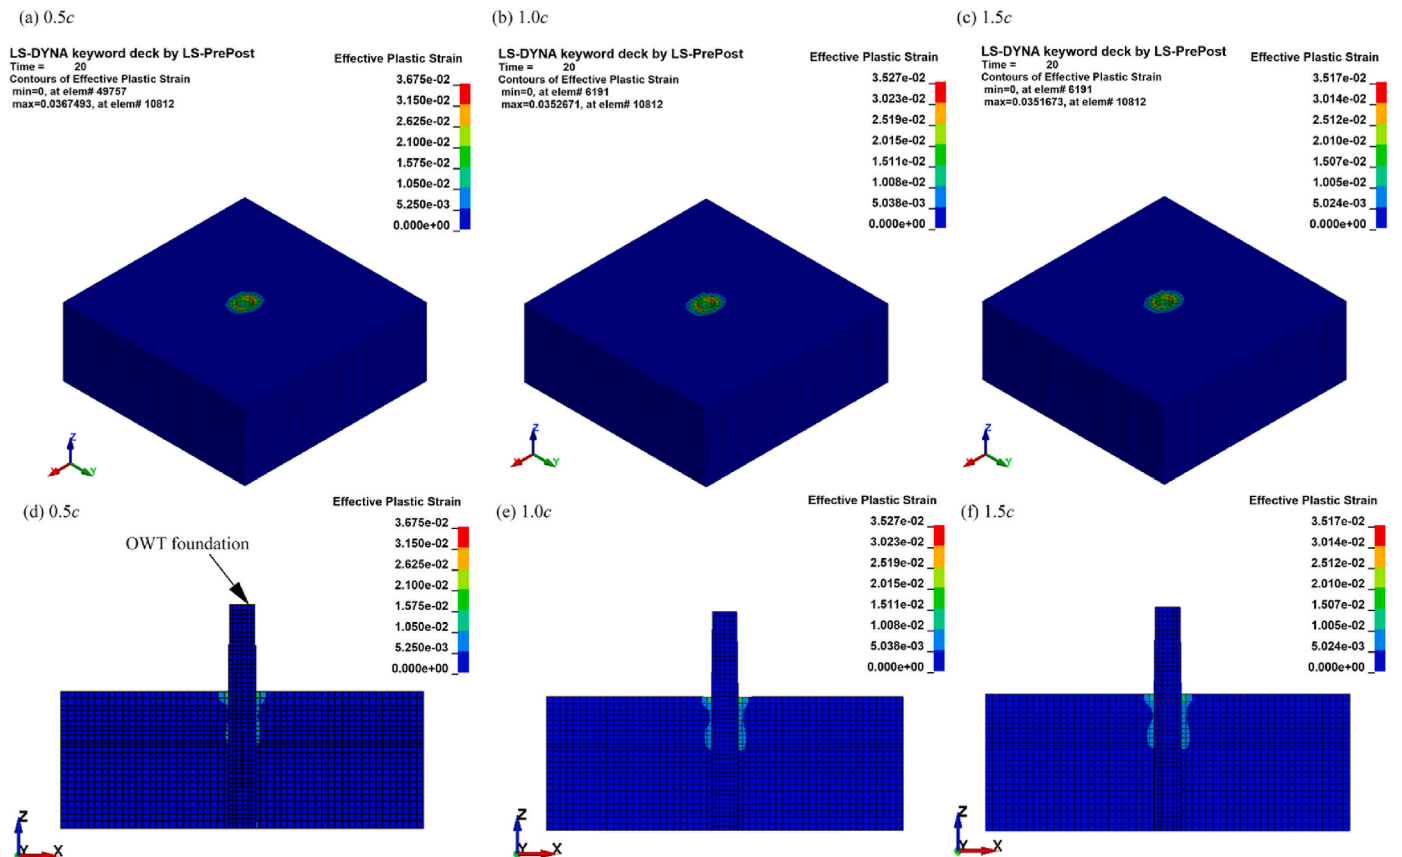 (a) 0.5c
LS-DYNA keyword deck by LS-PrePost
Time = 20
Contours of Effective Plastic Strain
min=0, at elem# 49757
max=0.0367493, at elem# 10812
Effective Plastic Strain
3.675e-02
3.150e-02
2.625e-02
2.100e-02
1.575e-02
1.050e-02
5.250e-03
0.000e+00
Z
X
Y
(b) 1.0c
LS-DYNA keyword deck by LS-PrePost
Time = 20
Contours of Effective Plastic Strain
min=0, at elem# 6191
max=0.0352671, at elem# 10812
Effective Plastic Strain
3.527e-02
3.023e-02
2.519e-02
2.015e-02
1.511e-02
1.008e-02
5.038e-03
0.000e+00
Z
X
Y
(c) 1.5c
LS-DYNA keyword deck by LS-PrePost
Time = 20
Contours of Effective Plastic Strain
min=0, at elem# 6191
max=0.0351673, at elem# 10812
Effective Plastic Strain
3.517e-02
3.014e-02
2.512e-02
2.010e-02
1.507e-02
1.005e-02
5.024e-03
0.000e+00
Z
X
Y
(d) 0.5c
OWT foundation
Effective Plastic Strain
3.675e-02
3.150e-02
2.625e-02
2.100e-02
1.575e-02
1.050e-02
5.250e-03
0.000e+00
Z
Y X
(e) 1.0c
Effective Plastic Strain
3.527e-02
3.023e-02
2.519e-02
2.015e-02
1.511e-02
1.008e-02
5.038e-03
0.000e+00
Z
Y X
(f) 1.5c
Effective Plastic Strain
3.517e-02
3.014e-02
2.512e-02
2.010e-02
1.507e-02
1.005e-02
5.024e-03
0.000e+00
Z
Y X